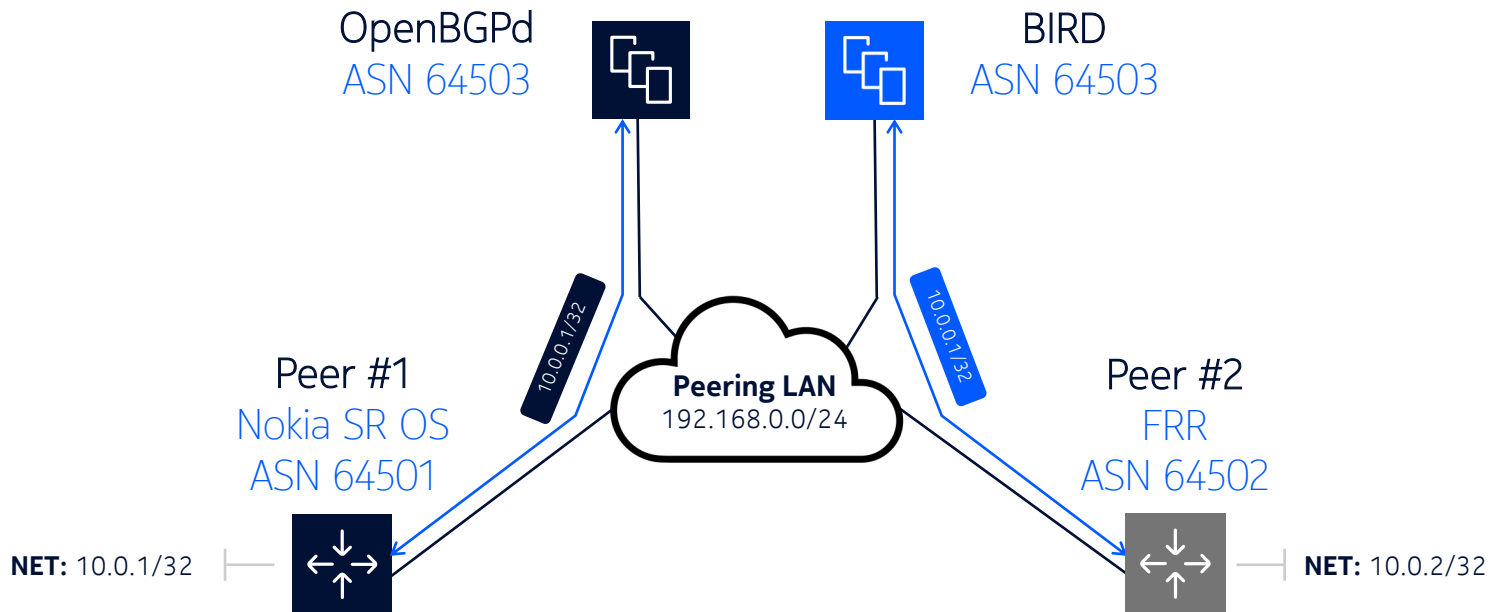 OpenBGPd
ASN 64503
BIRD
ASN 64503
10.0.0.1/32
10.0.0.1/32
Peering LAN
192.168.0.0/24
Peer #1
Nokia SR OS
ASN 64501
Peer #2
FRR
ASN 64502
NET: 10.0.1/32
NET: 10.0.2/32